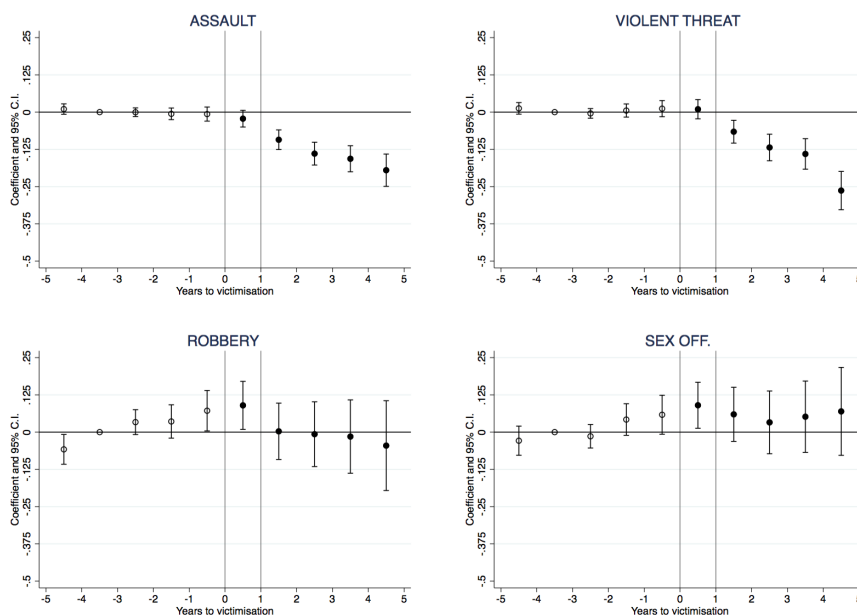 ASSAULT
Coefficient and 95% C.I.
.25
.125
0
-.125
-.25
-.375
-.5
-5 -4 -3 -2 -1 0 1 2 3 4 5
Years to victimisation
VIOLENT THREAT
Coefficient and 95% C.I.
.25
.125
0
-.125
-.25
-.375
-.5
-5 -4 -3 -2 -1 0 1 2 3 4
Years to victimisation
ROBBERY
Coefficient and 95% C.I.
.25
.125
0
-.125
-.25
-.375
-.5
-5 -4 -3 -2 -1 0 1 2 3 4 5
Years to victimisation
SEX OFF.
Coefficient and 95% C.I.
.25
.125
0
-.125
-.25
-.375
-.5
-5 -4 -3 -2 -1 0 1 2 3 4
Years to victimisation